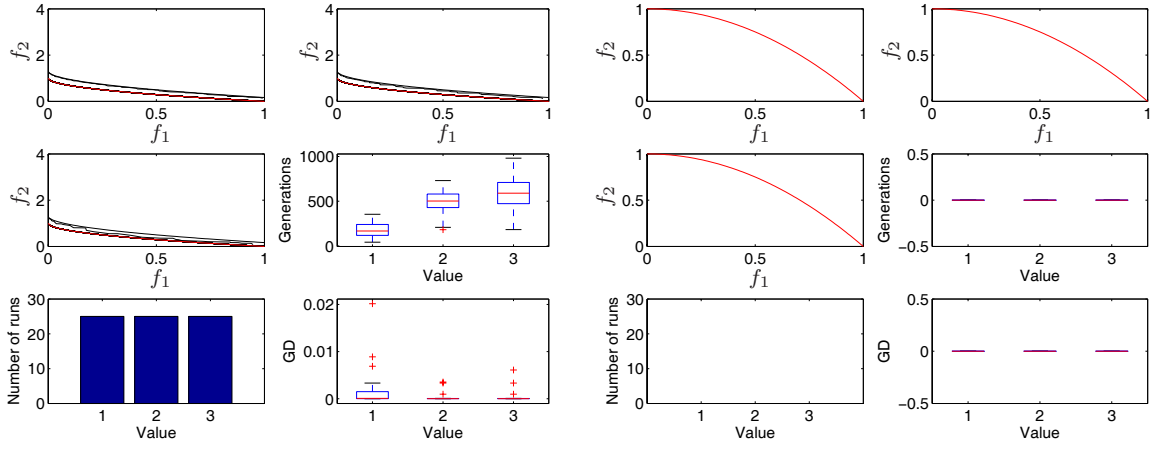 4 4 1 1
f2 f2 f2 f2
2 2 0.5 0.5
0 0 0 0
0 0.5 1 0 0.5 1 0 0.5 1 0 0.5 1
f1 f1 f1 f1
4 1000 1 0.5
f2 Generations 500 f2 Generations
2 0.5 0
0 0 0 −0.5
0 0.5 1 1 2 3 0 0.5 1 1 2 3
f1 Value f1 Value
30 0.02 30 0.5
Number of runs GD Number of runs GD
20 0.01 20 0
10 10
0 0 0 −0.5
1 2 3 1 2 3 1 2 3 1 2 3
Value Value Value Value